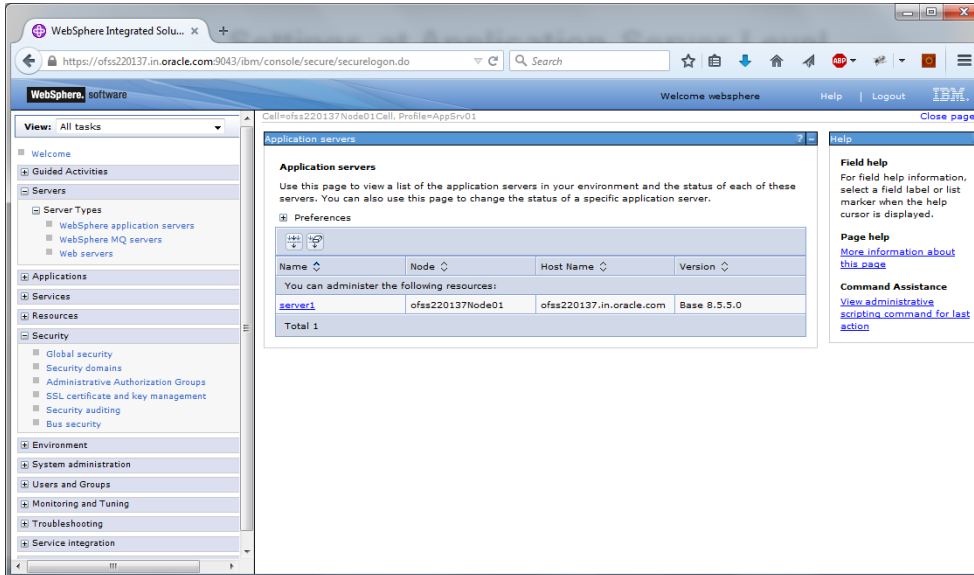 WebSphere Integrated Solu...
Settings at Application Server Level
https://ofss220137.in.oracle.com:9043/ibm/console/secure/securelogon.do
Search
ABP
WebSphere. software
Welcome websphere
Help | Logout
IBM.
View: All tasks
Welcome
Guided Activities
Servers
Server Types
WebSphere application servers
WebSphere MQ servers
Web servers
Applications
Services
Resources
Security
Global security
Security domains
Administrative Authorization Groups
SSL certificate and key management
Security auditing
Bus security
Environment
System administration
Users and Groups
Monitoring and Tuning
Troubleshooting
Service integration
Cell=ofss220137Node01Cell, Profile=AppSrv01
Close page
Application servers
? -
Application servers
Use this page to view a list of the application servers in your environment and the status of each of these
servers. You can also use this page to change the status of a specific application server.
Preferences
Name Node Host Name Version
You can administer the following resources:
server1 ofss220137Node01 ofss220137.in.oracle.com Base 8.5.5.0
Total 1
Help
Field help
For field help information,
select a field label or list
marker when the help
cursor is displayed.
Page help
More information about
this page
Command Assistance
View administrative
scripting command for last
action